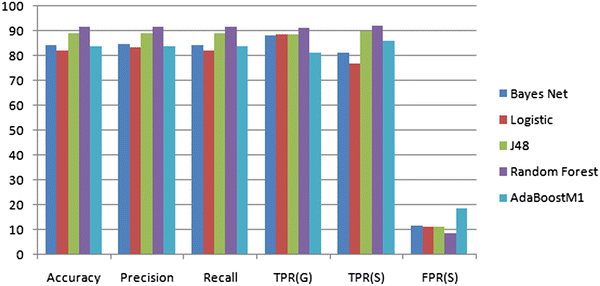 100
90
80
70
60
50
40
30
20
10
0
Accuracy Precision Recall TPR(G) TPR(S) FPR(S)
Bayes Net
Logistic
J48
Random Forest
AdaBoostM1